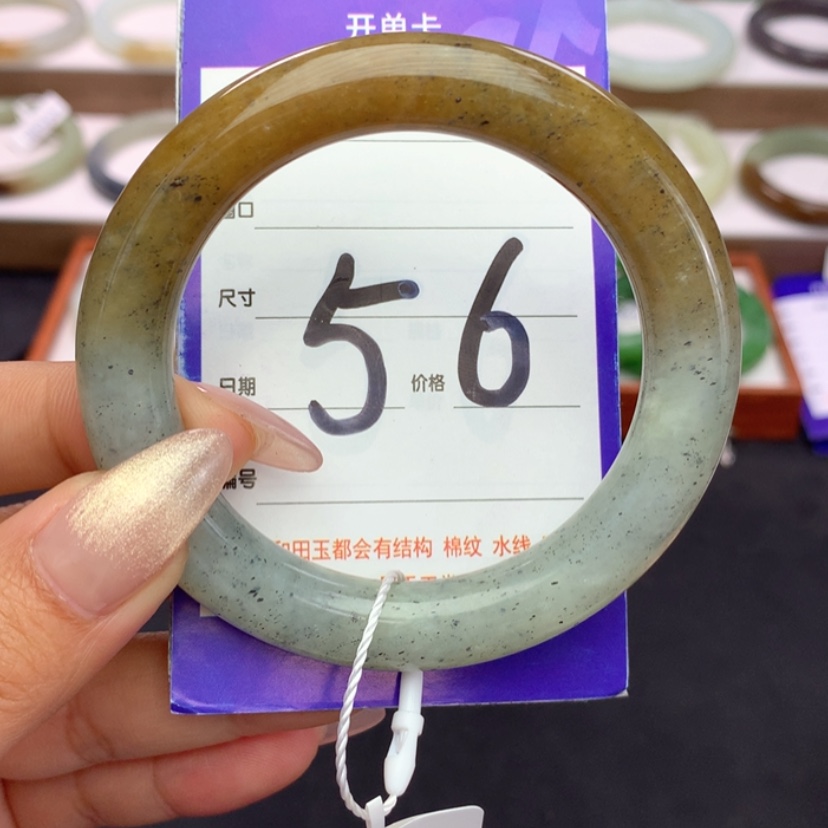 开单卡
窗口
尺寸
56
日期 价格
编号
和田玉都会有结构 棉纹 水线